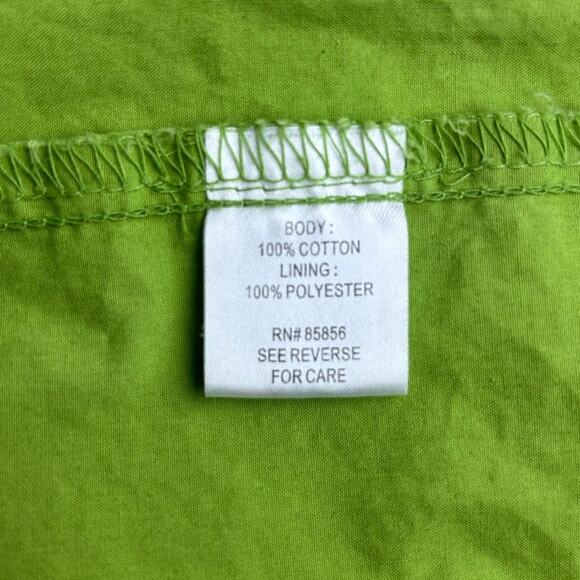 BODY :
100% COTTON
LINING :
100% POLYESTER
RN# 85856
SEE REVERSE
FOR CARE